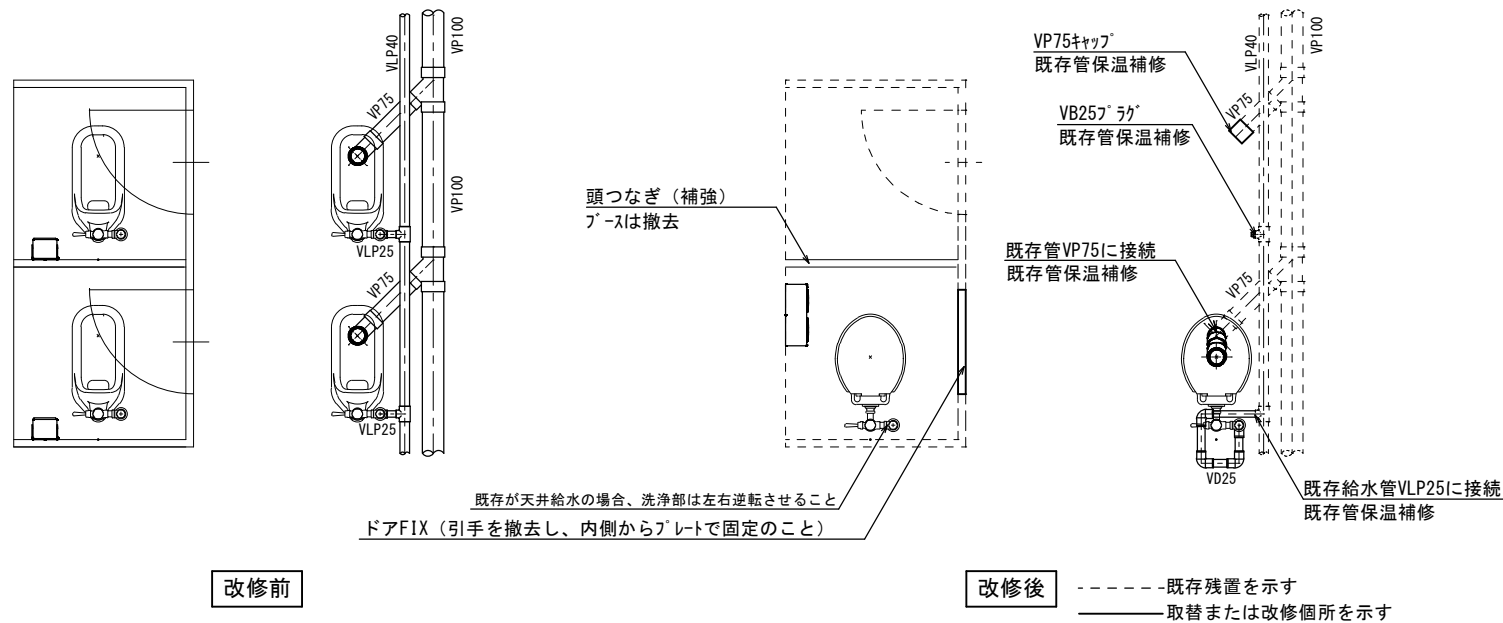 VLP40
VP100
VP75
VP100
VLP25
VP75
VLP25
改修前
頭つなぎ（補強）
ﾌﾞｰｽは撤去
既存が天井給水の場合、洗浄部は左右逆転させること
ドアFIX（引手を撤去し、内側からﾌﾟﾚｰﾄで固定のこと）
VP75ｷｬｯﾌﾟ
既存管保温補修
VB25ﾌﾟﾗｸﾞ
既存管保温補修
既存管VP75に接続
既存管保温補修
VLP40
VP100
VP75
VP75
VD25
既存給水管VLP25に接続
既存管保温補修
改修後
既存残置を示す
取替または改修個所を示す